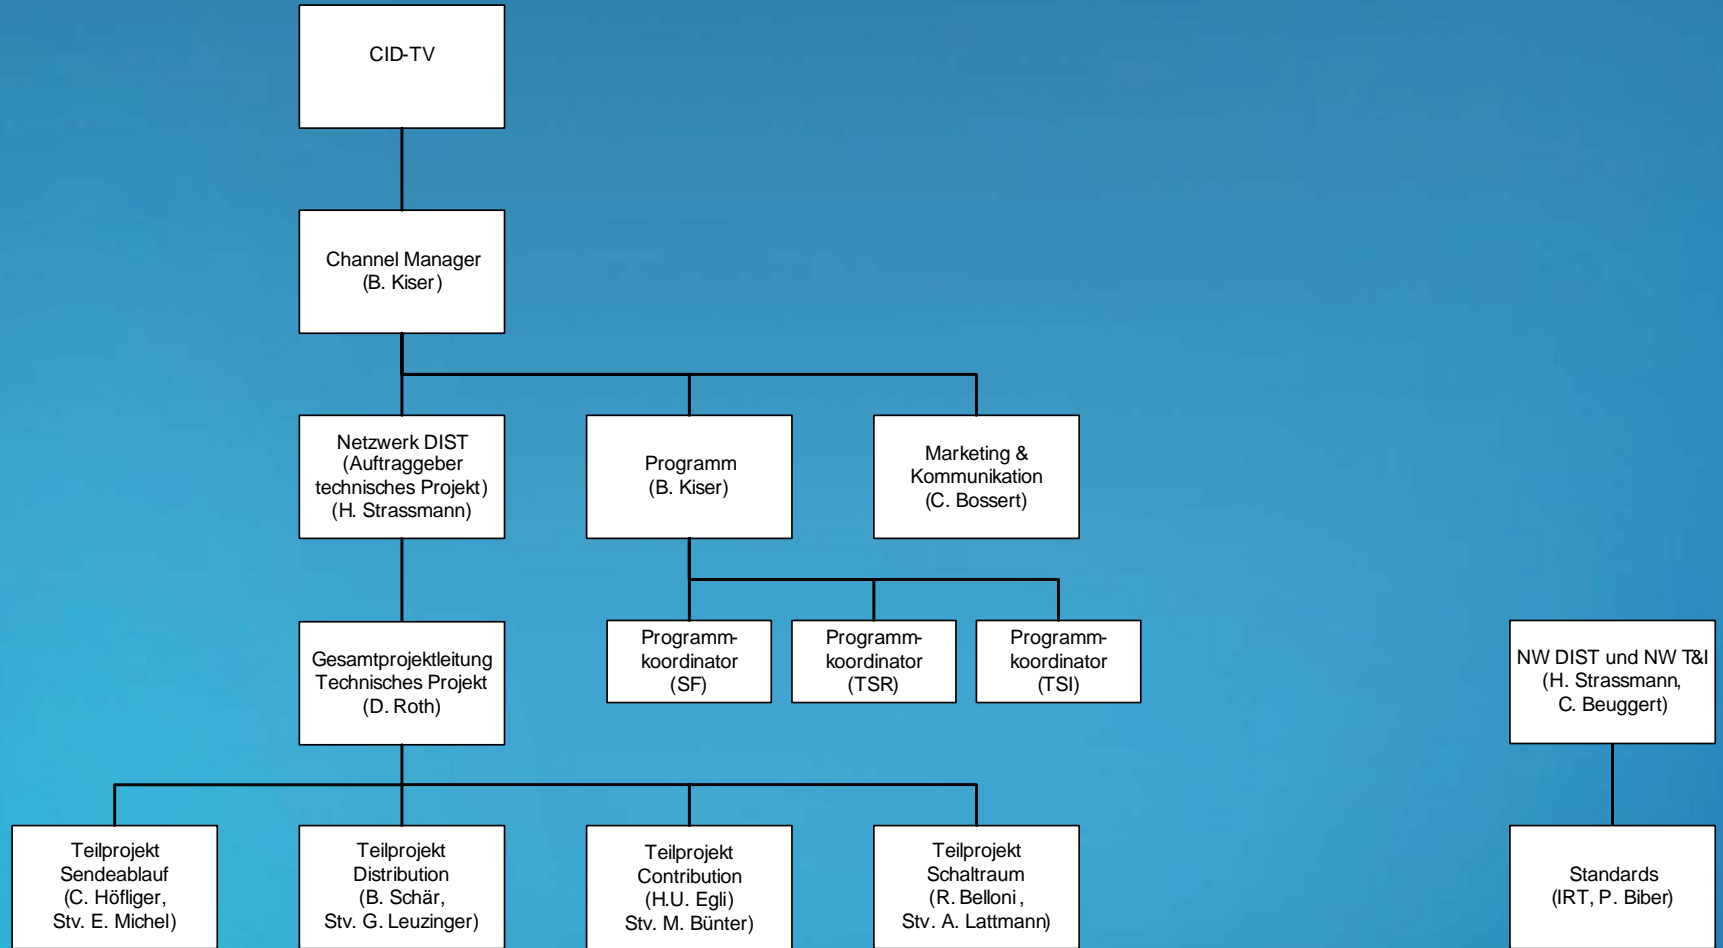 CID-TV
Channel Manager
(B. Kiser)
Netzwerk DIST
(Auftraggeber
technisches Projekt)
(H. Strassmann)
Programm
(B. Kiser)
Marketing &
Kommunikation
(C. Bossert)
Gesamtprojektleitung
Technisches Projekt
(D. Roth)
Programm-
koordinator
(SF)
Programm-
koordinator
(TSR)
Programm-
koordinator
(TSI)
NW DIST und NW T&I
(H. Strassmann,
C. Beuggert)
Teilprojekt
Sendeablauf
(C. Höfliger,
Stv. E. Michel)
Teilprojekt
Distribution
(B. Schär,
Stv. G. Leuzinger)
Teilprojekt
Contribution
(H.U. Egli)
Stv. M. Bünter)
Teilprojekt
Schaltraum
(R. Belloni,
Stv. A. Lattmann)
Standards
(IRT, P. Biber)